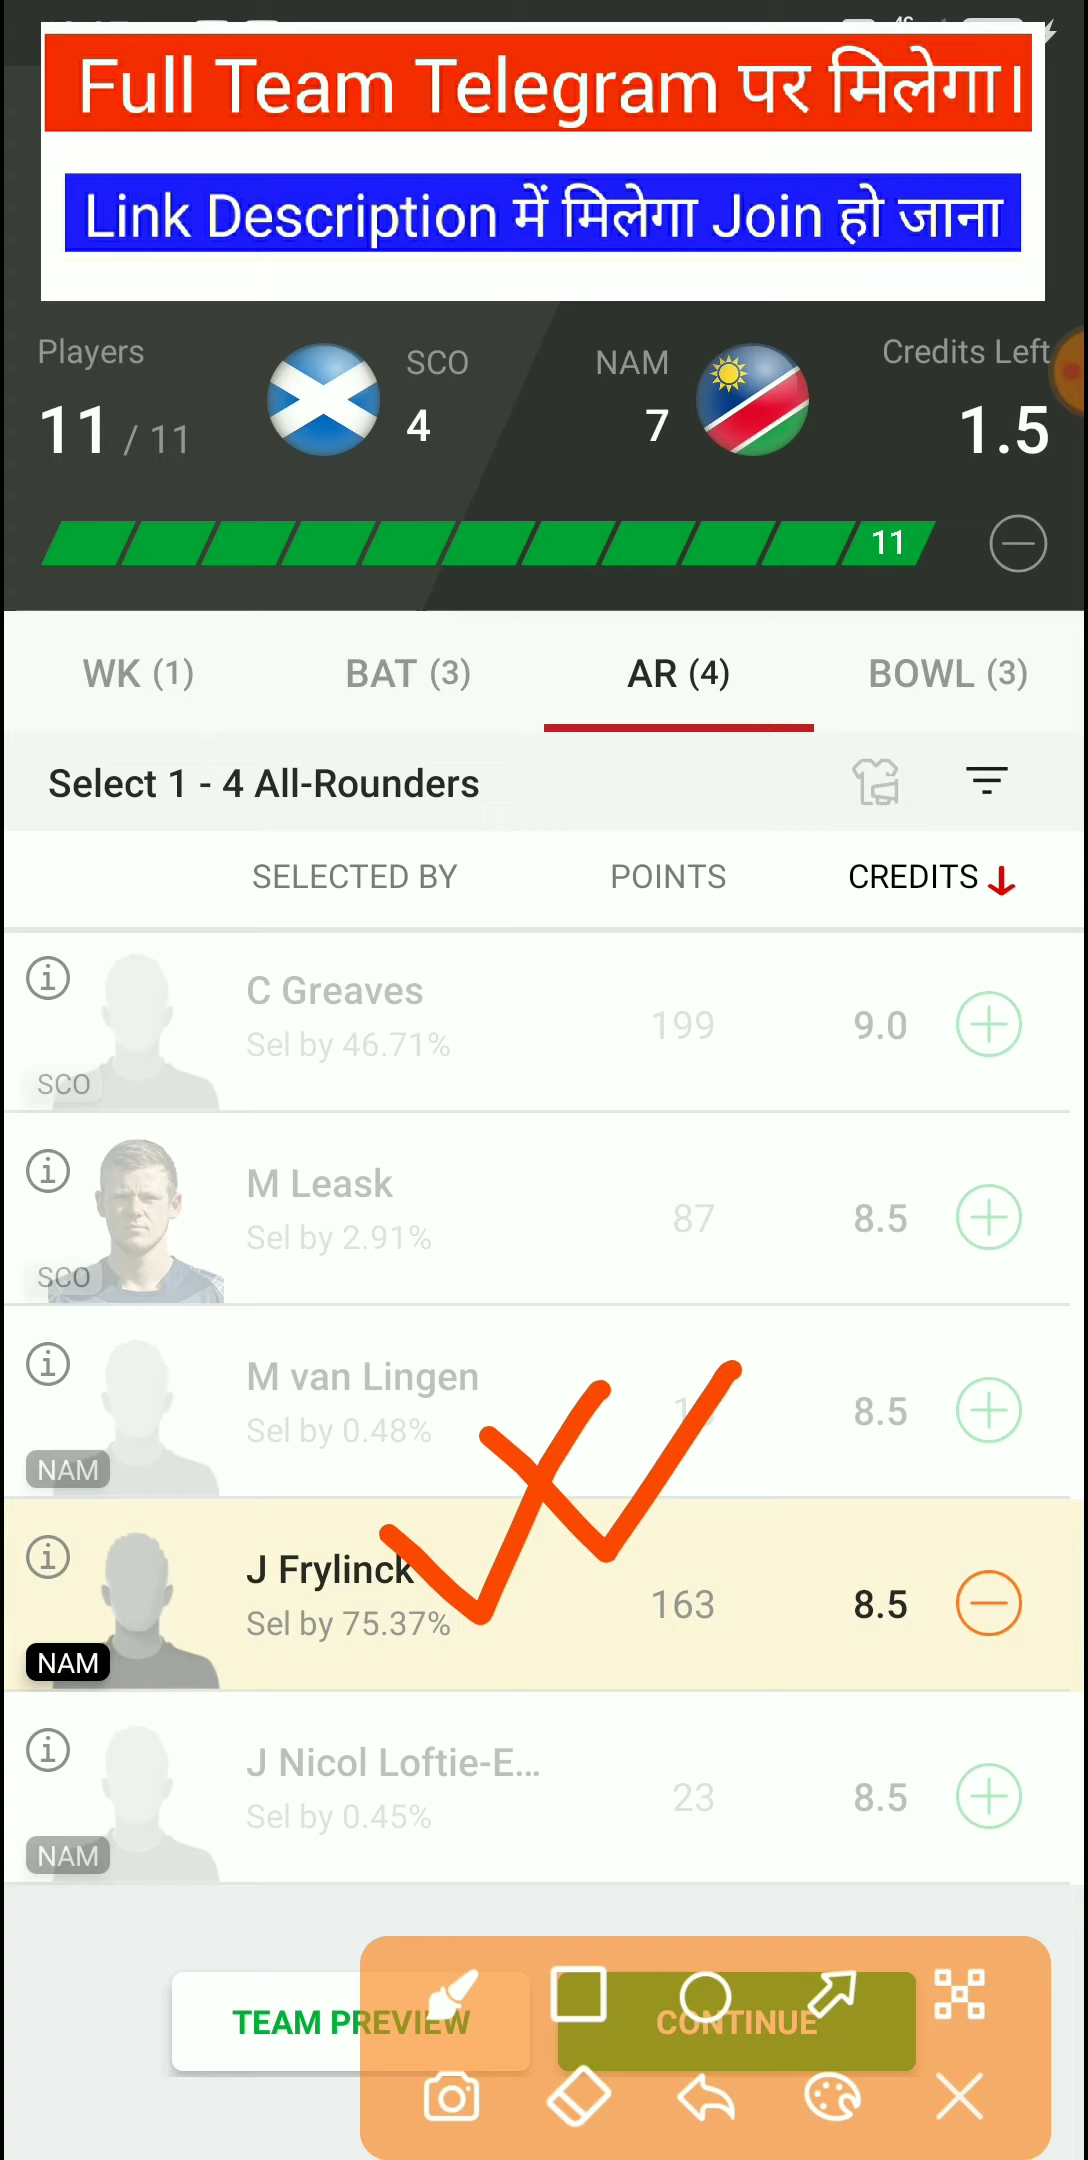 Full Team Telegram पर मिलेगा।
Link Description में मिलेगा Join हो जाना
Players SCO NAM Credits Left
11 / 11 4 7 1.5
11
WK (1) BAT (3) AR (4) BOWL (3)
Select 1 - 4 All-Rounders
SELECTED BY POINTS CREDITS
C Greaves
Sel by 46.71% 199 9.0
SCO
M Leask
Sel by 2.91% 87 8.5
SCO
M van Lingen
Sel by 0.48% 8.5
NAM
J Frylinck
Sel by 75.37% 163 8.5
NAM
J Nicol Loftie-E...
Sel by 0.45% 23 8.5
NAM
TEAM PREVIEW CONTINUE